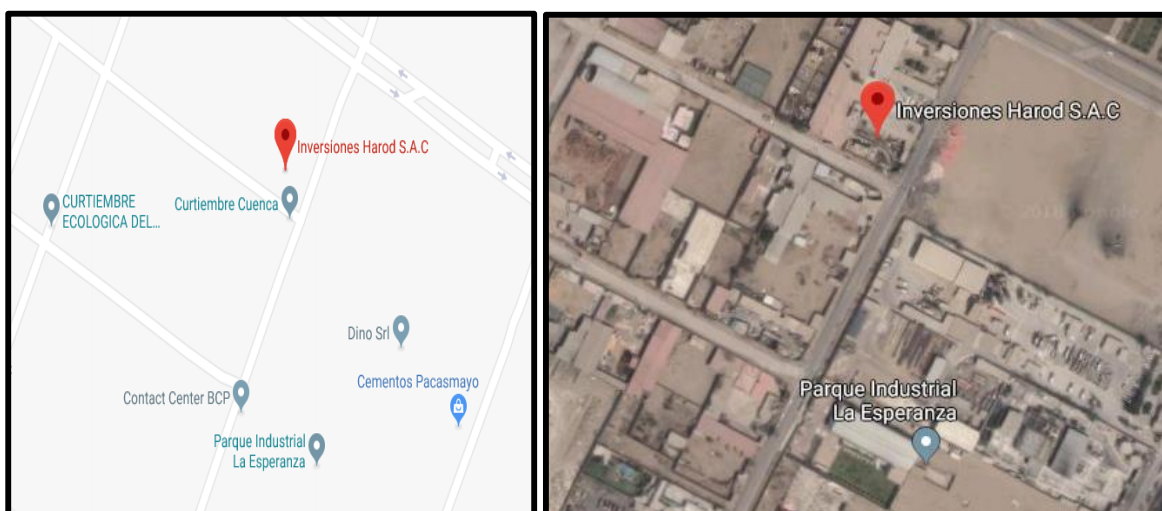 Inversiones Harod S.A.C
Curtiembre Cuenca
CURTIEMBRE
ECOLOGICA DEL...
Dino Srl
Cementos Pacasmayo
Contact Center BCP
Parque Industrial
La Esperanza
Inversiones Harod S.A.C
Parque Industrial
La Esperanza